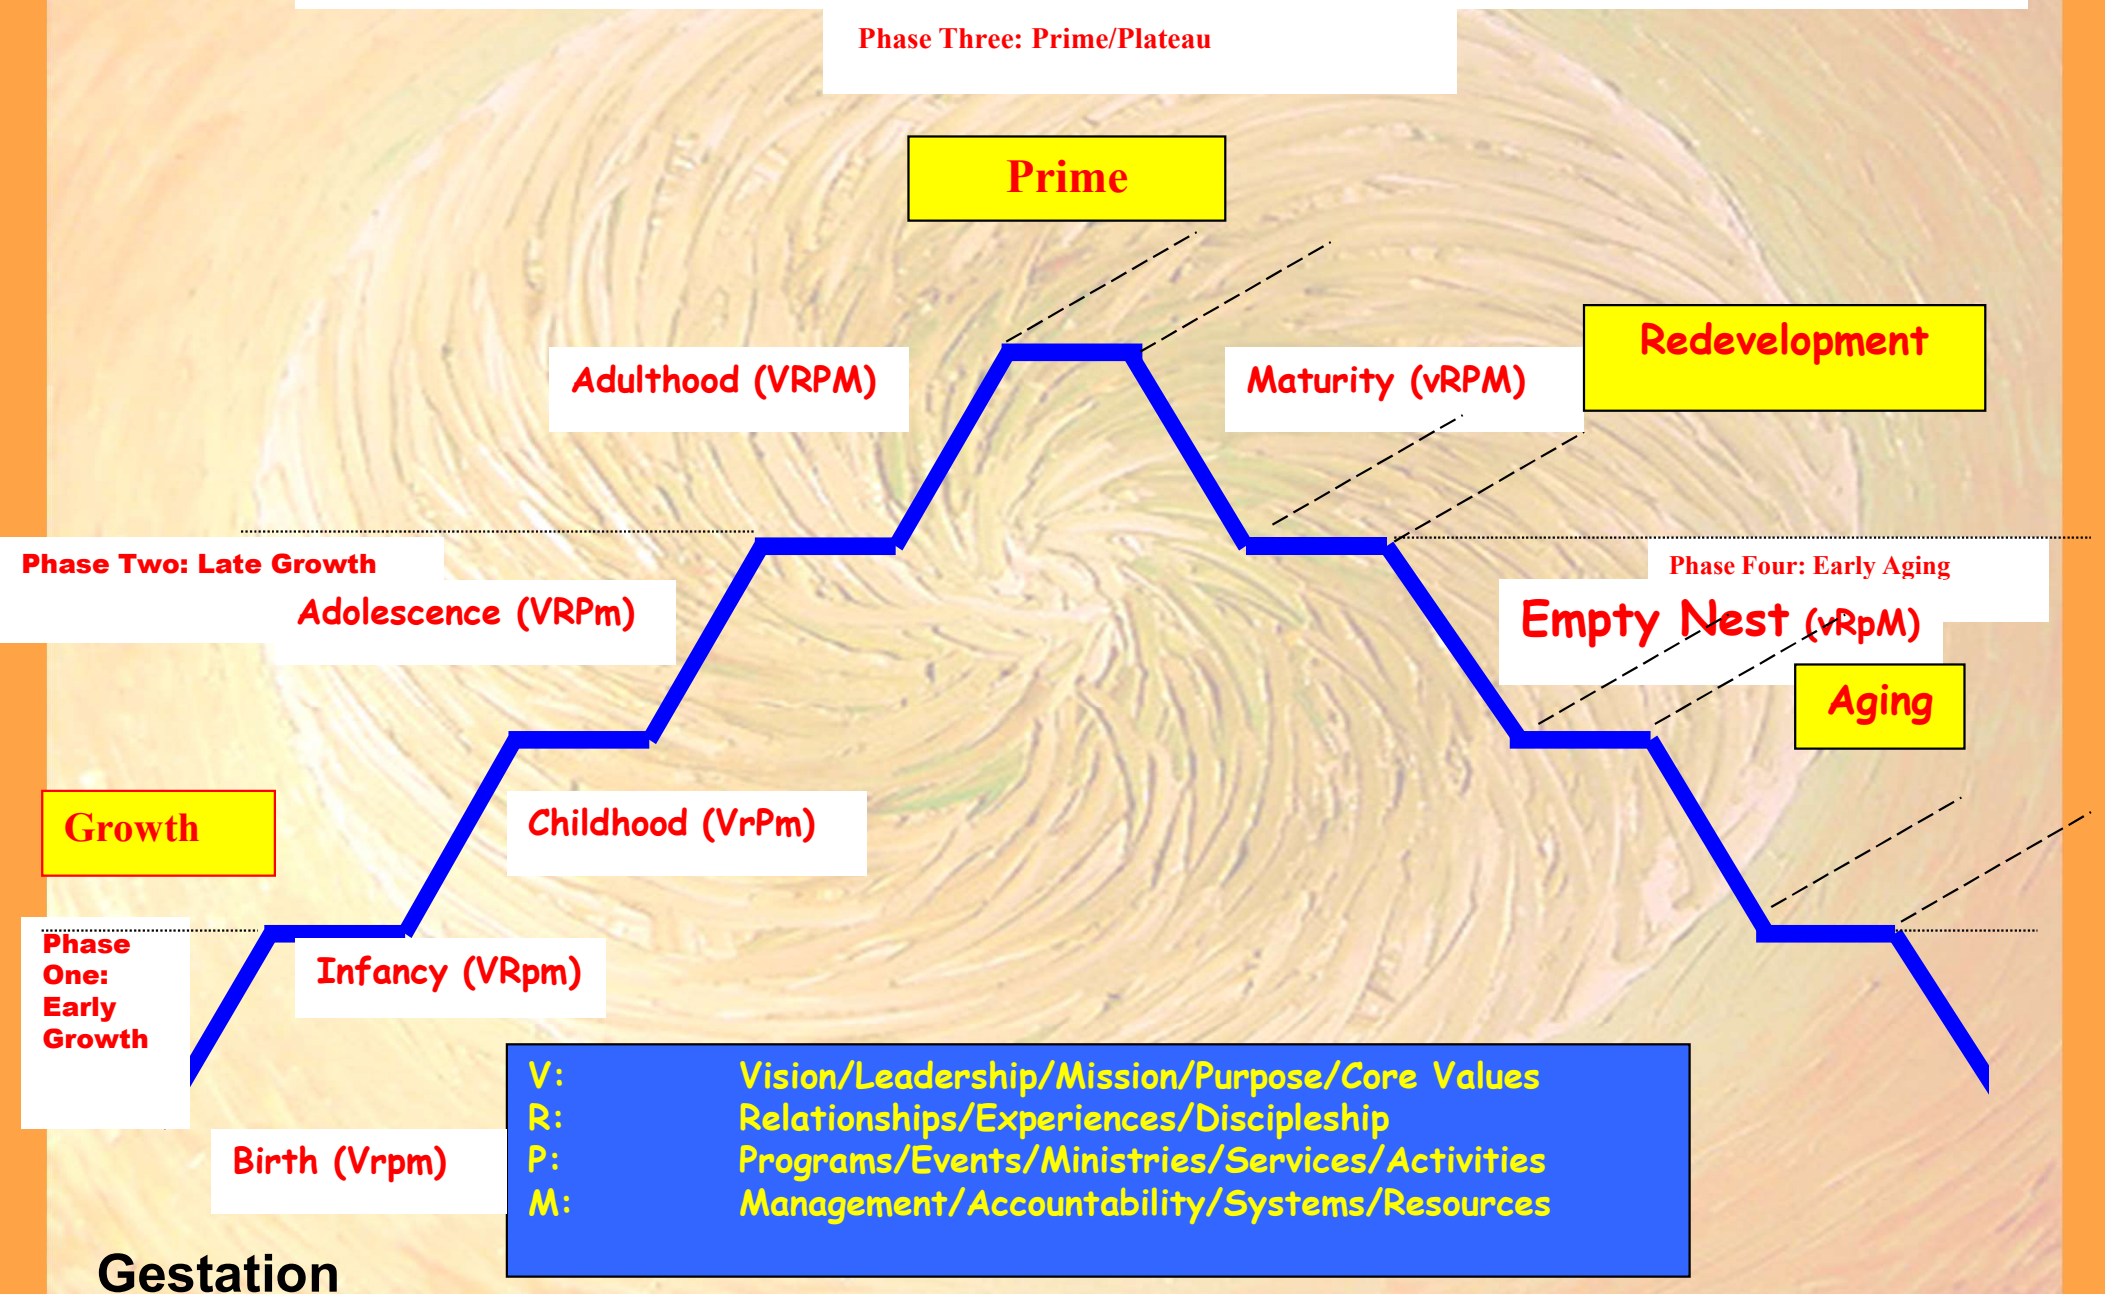 Phase Three: Prime/Plateau
Prime
Redevelopment
Adulthood (VRPM)
Maturity (vRPM)
Phase Two: Late Growth
Phase Four: Early Aging
Adolescence (VRPm)
Empty Nest (vRpM)
Aging
Growth
Childhood (VrPm)
Phase
One:
Early
Growth
Infancy (VRpm)
V: Vision/Leadership/Mission/Purpose/Core Values
R: Relationships/Experiences/Discipleship
P: Programs/Events/Ministries/Services/Activities
M: Management/Accountability/Systems/Resources
Birth (Vrpm)
Gestation